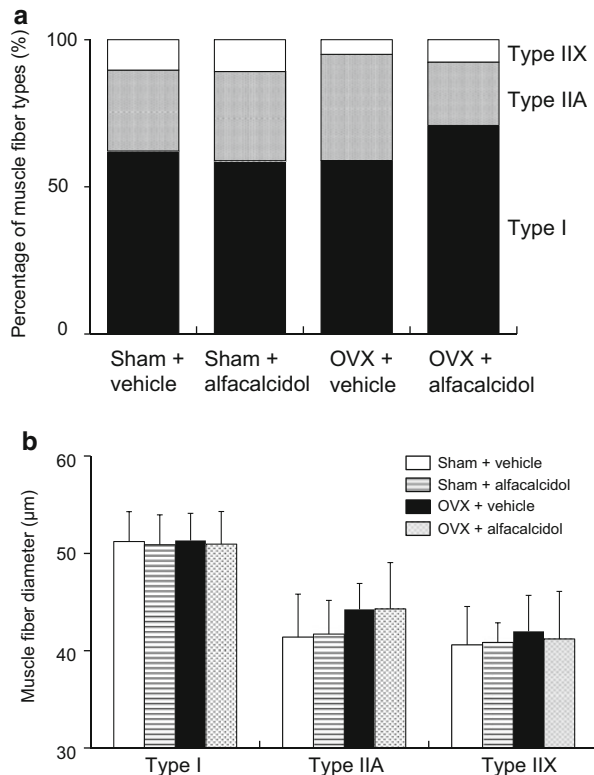 a
Percentage of muscle fiber types (%)
100
50
0
Type IIX
Type IIA
Type I
Sham +
vehicle
Sham +
alfacalcidol
OVX +
vehicle
OVX +
alfacalcidol
b
Muscle fiber diameter (μm)
60
50
40
30
Sham + vehicle
Sham + alfacalcidol
OVX + vehicle
OVX + alfacalcidol
Type I
Type IIA
Type IIX